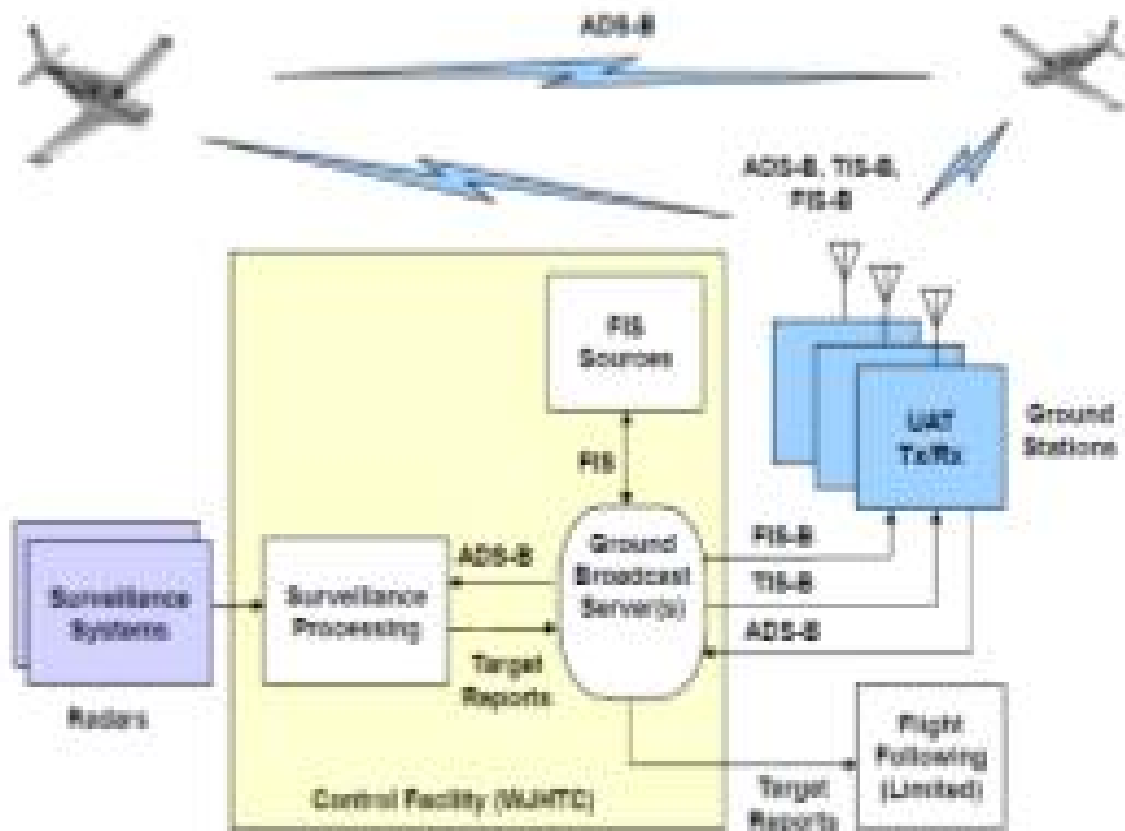 ADS-B
ADS-B, TIS-B,
FIS-B
FIS
Sources
UAT
Tx/Rx
Ground
Stations
FIS
FIS-B
ADS-B
Ground
Broadcast
Server(s)
TIS-B
Surveillance
Systems
Surveillance
Processing
ADS-B
Target
Reports
Radars
Flight
Following
(Limited)
Control Facility (WJHTC)
Target
Reports